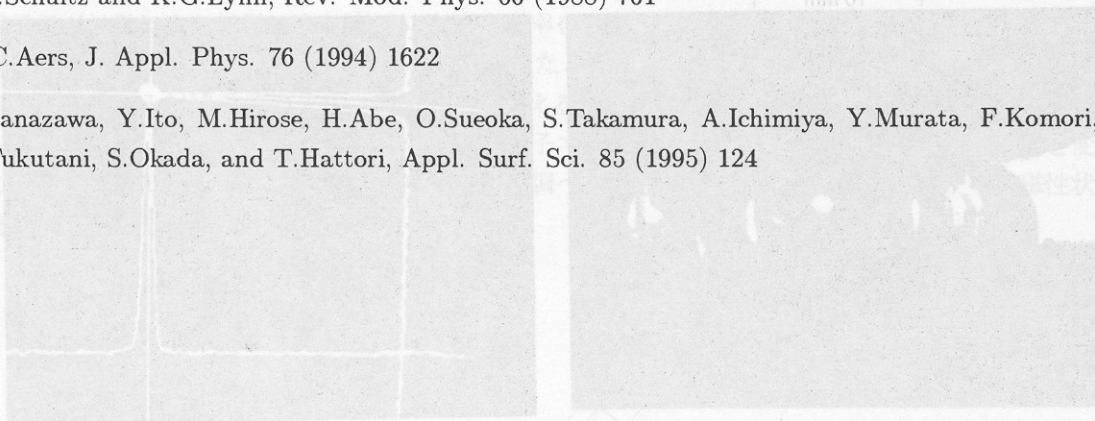 .Schultz and K.G.Lynn, Rev. Mod. Phys. 60 (1988) 701
C.Aers, J. Appl. Phys. 76 (1994) 1622
anazawa, Y.Ito, M.Hirose, H.Abe, O.Sueoka, S.Takamura, A.Ichimiya, Y.Murata, F.Komori,
ukutani, S.Okada, and T.Hattori, Appl. Surf. Sci. 85 (1995) 124